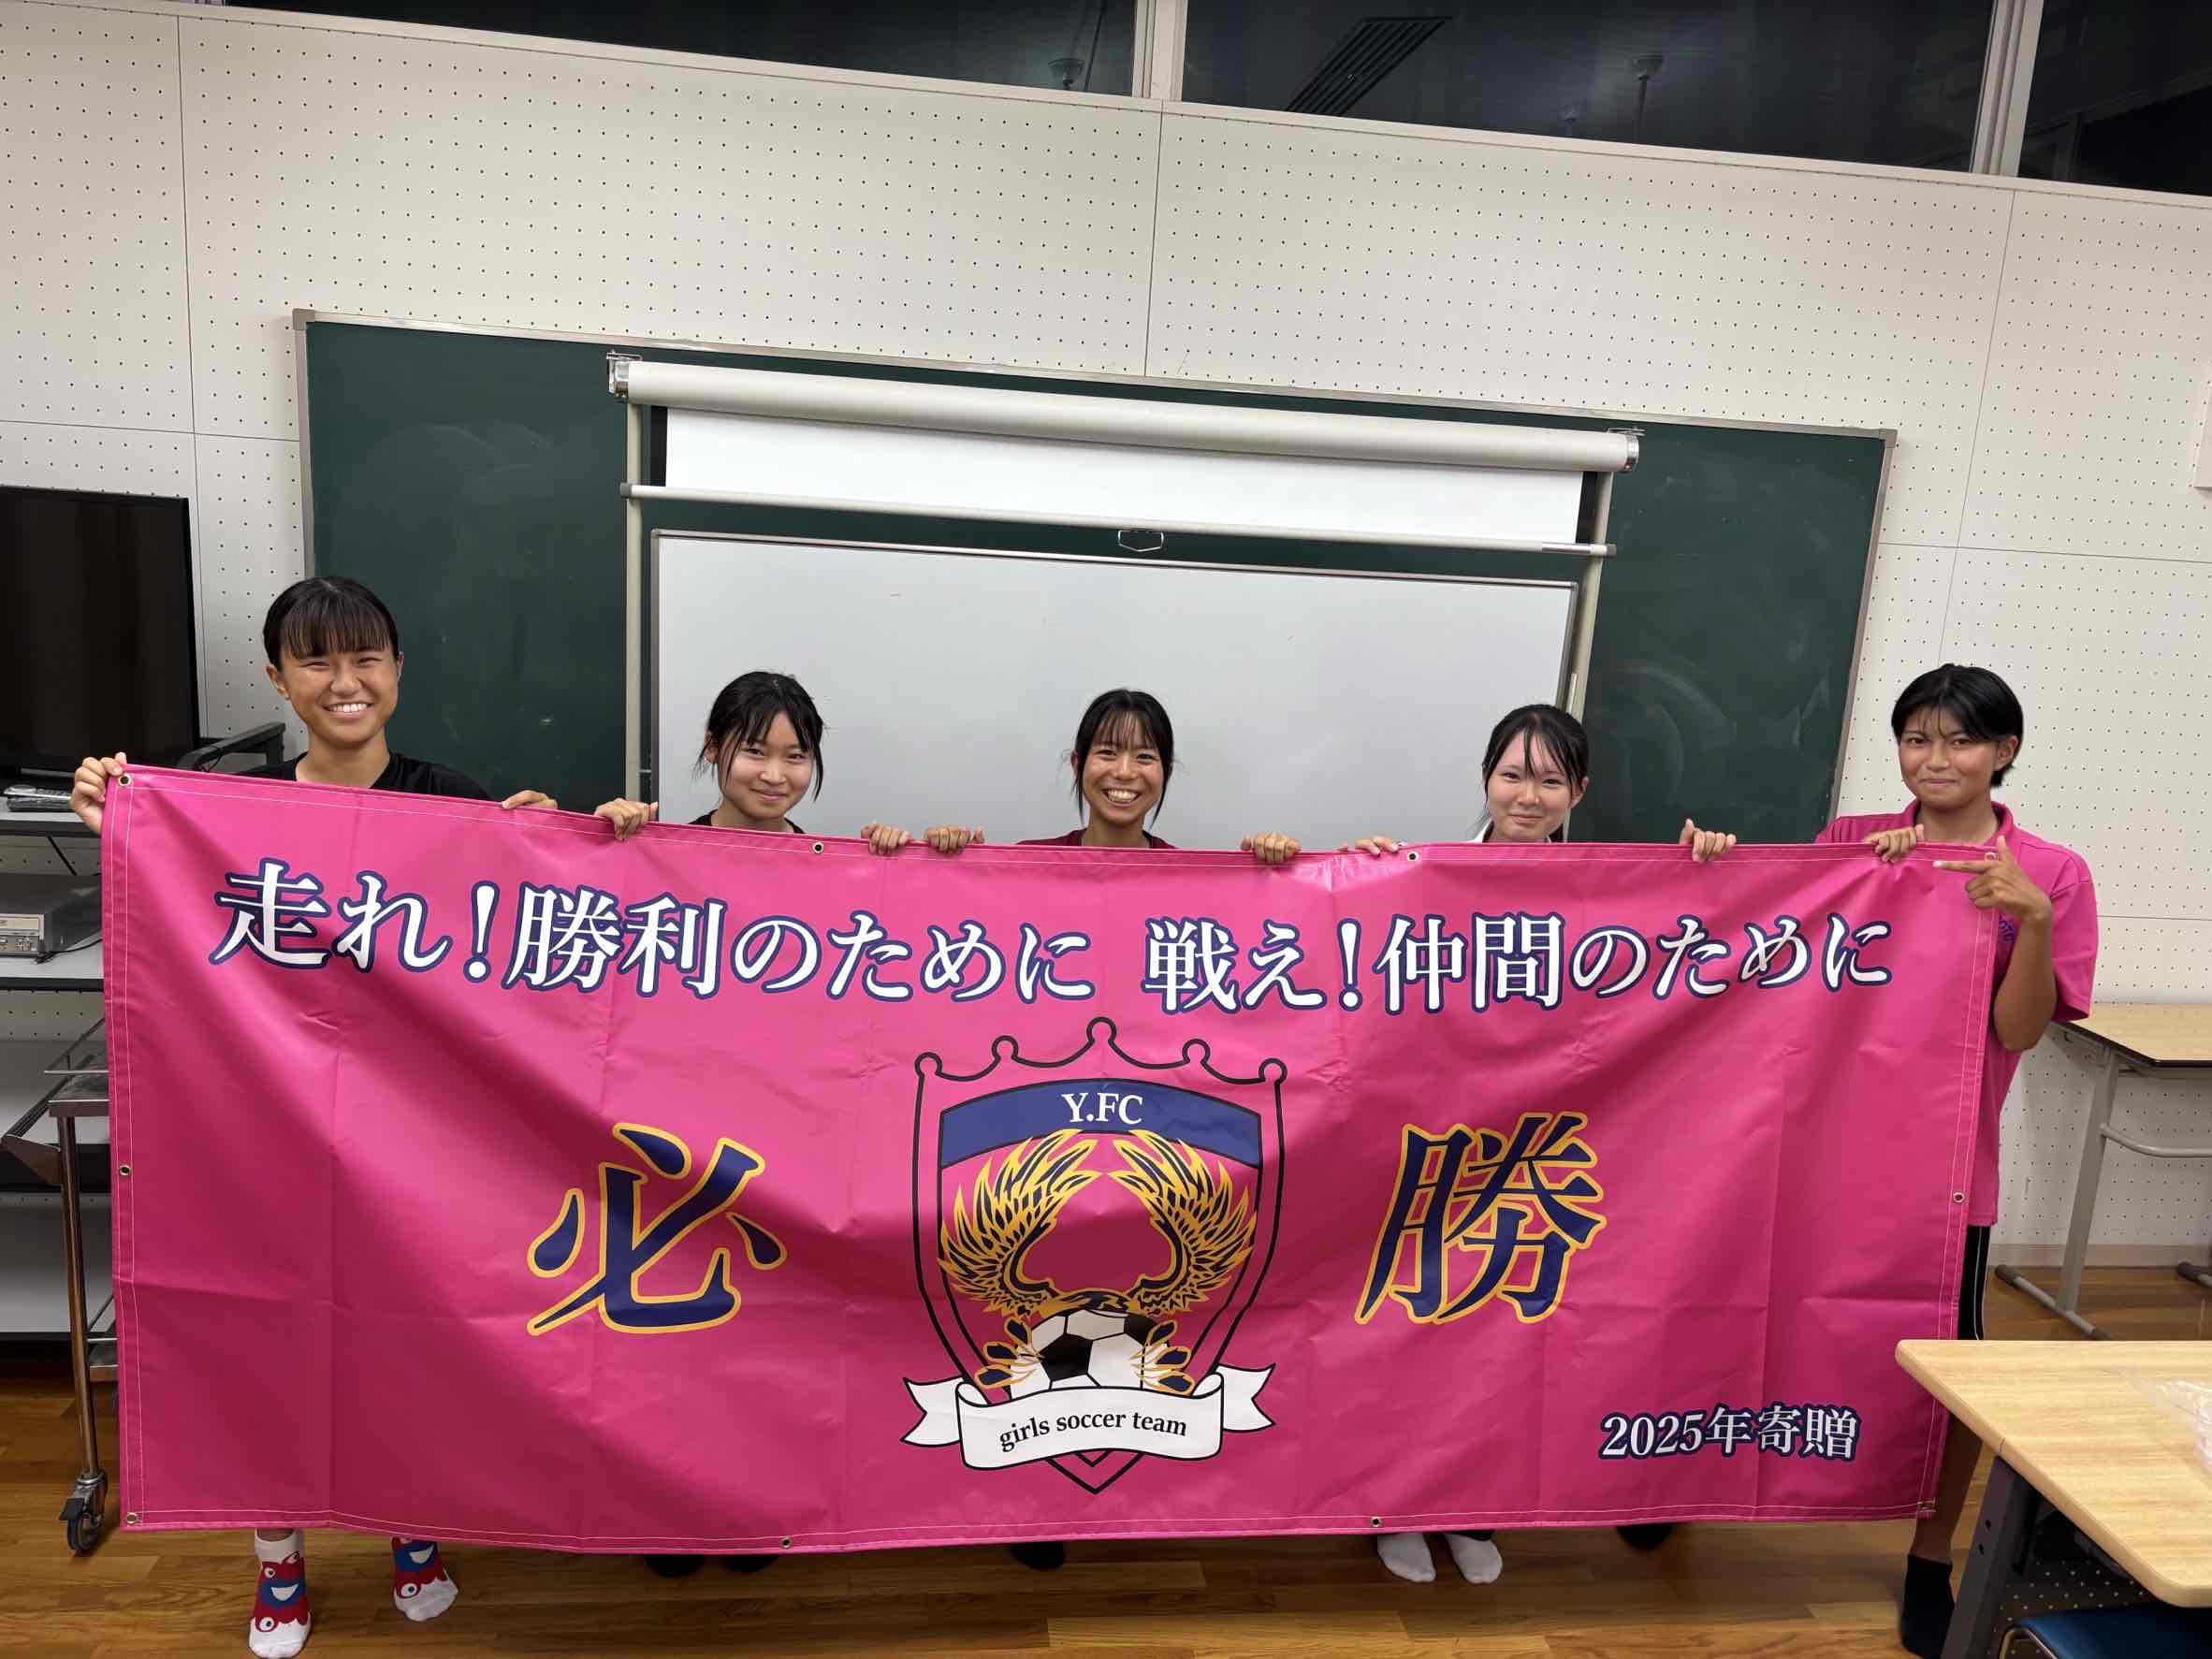 走れ！勝利のために 戦え！仲間のために
Y.FC
必 勝
girls soccer team
2025年寄贈